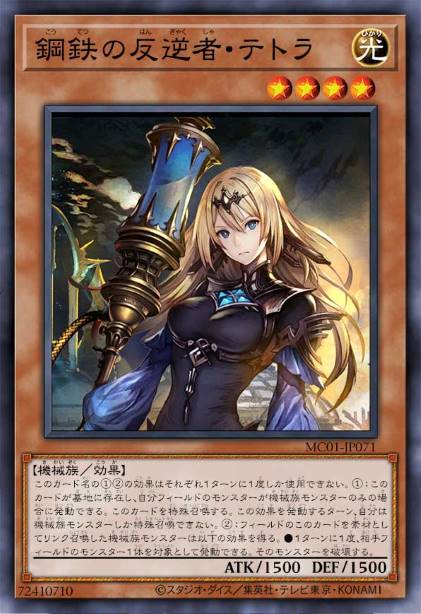 鋼鉄の反逆者・テトラ
光
MC01-JP071
【機械族/効果】
このカード名の①②の効果はそれぞれ1ターンに1度しか使用できない。①:この
カードが墓地に存在し、自分フィールドのモンスターが機械族モンスターのみの場
合に発動できる。このカードを特殊召喚する。この効果を発動するターン、自分は
機械族モンスターしか特殊召喚できない。②:フィールドのこのカードを素材とし
てリンク召喚した機械族モンスターは以下の効果を得る。●1ターンに1度、相手フ
ィールドのモンスター1体を対象として発動できる。そのモンスターを破壊する。
ATK/1500 DEF/1500
72410710 ©スタジオ・ダイス/集英社・テレビ東京・KONAMI